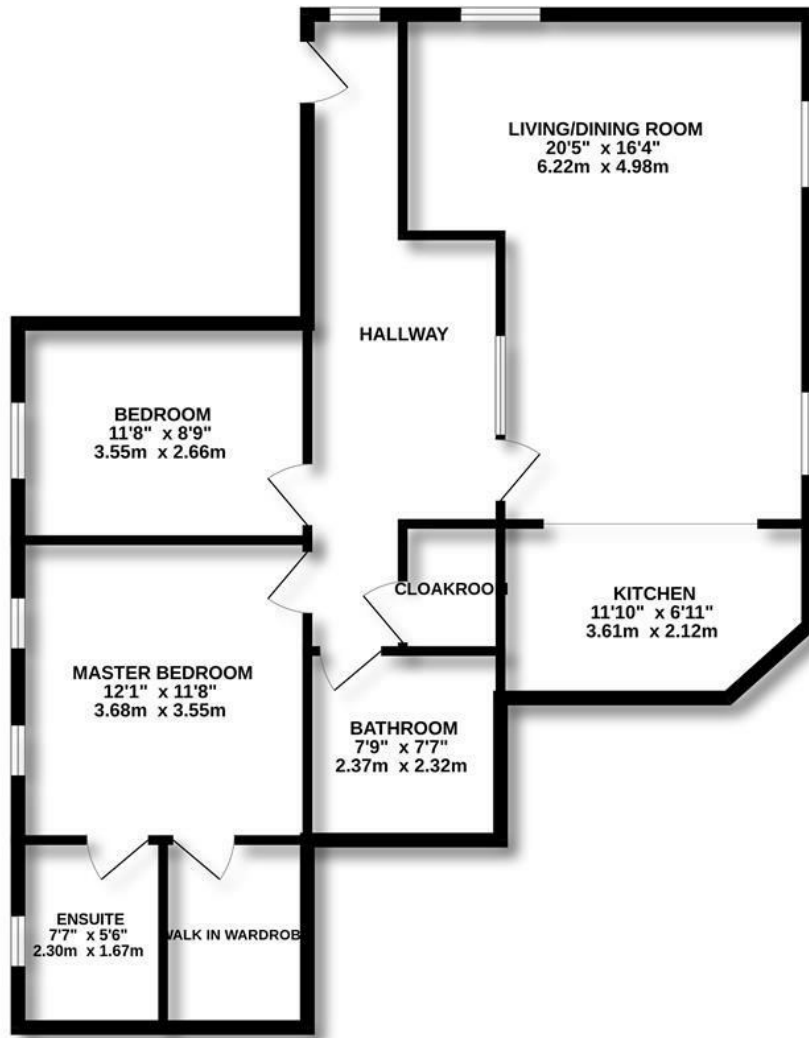 LIVING/DINING ROOM
20'5" x 16'4"
6.22m x 4.98m
HALLWAY
BEDROOM
11'8" x 8'9"
3.55m x 2.66m
CLOAKROOM
KITCHEN
11'10" x 6'11"
3.61m x 2.12m
MASTER BEDROOM
12'1" x 11'8"
3.68m x 3.55m
BATHROOM
7'9" x 7'7"
2.37m x 2.32m
ENSUITE
7'7" x 5'6"
2.30m x 1.67m
WALK IN WARDROBE